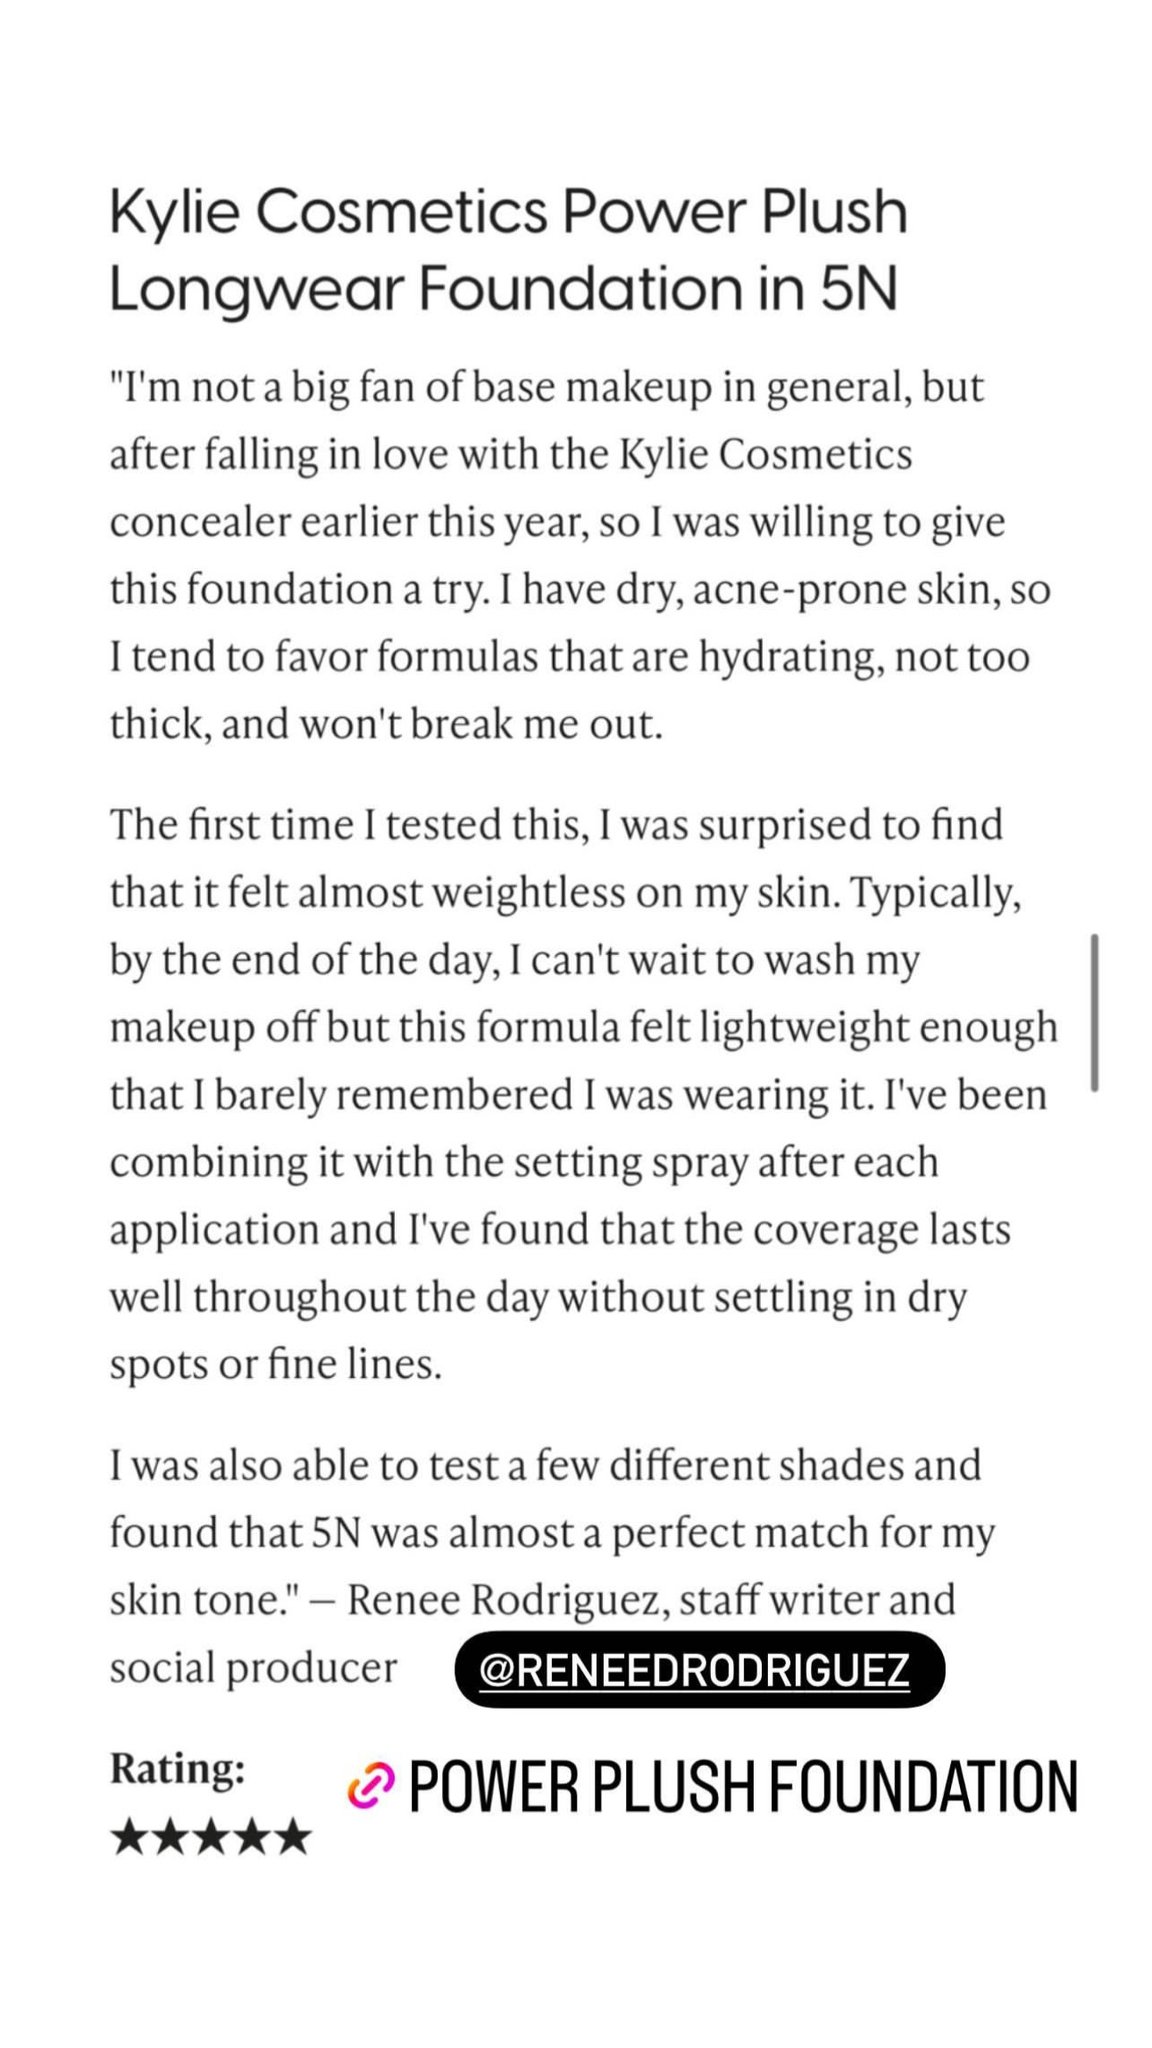 Kylie Cosmetics Power Plush
Longwear Foundation in 5N
"I'm not a big fan of base makeup in general, but
after falling in love with the Kylie Cosmetics
concealer earlier this year, so I was willing to give
this foundation a try. I have dry, acne-prone skin, so
I tend to favor formulas that are hydrating, not too
thick, and won't break me out.
The first time I tested this, I was surprised to find
that it felt almost weightless on my skin. Typically,
by the end of the day, I can't wait to wash my
makeup off but this formula felt lightweight enough
that I barely remembered I was wearing it. I've been
combining it with the setting spray after each
application and I've found that the coverage lasts
well throughout the day without settling in dry
spots or fine lines.
I was also able to test a few different shades and
found that 5N was almost a perfect match for my
skin tone." — Renee Rodriguez, staff writer and
social producer @RENEEDRODRIGUEZ
Rating: POWER PLUSH FOUNDATION
★★★★★